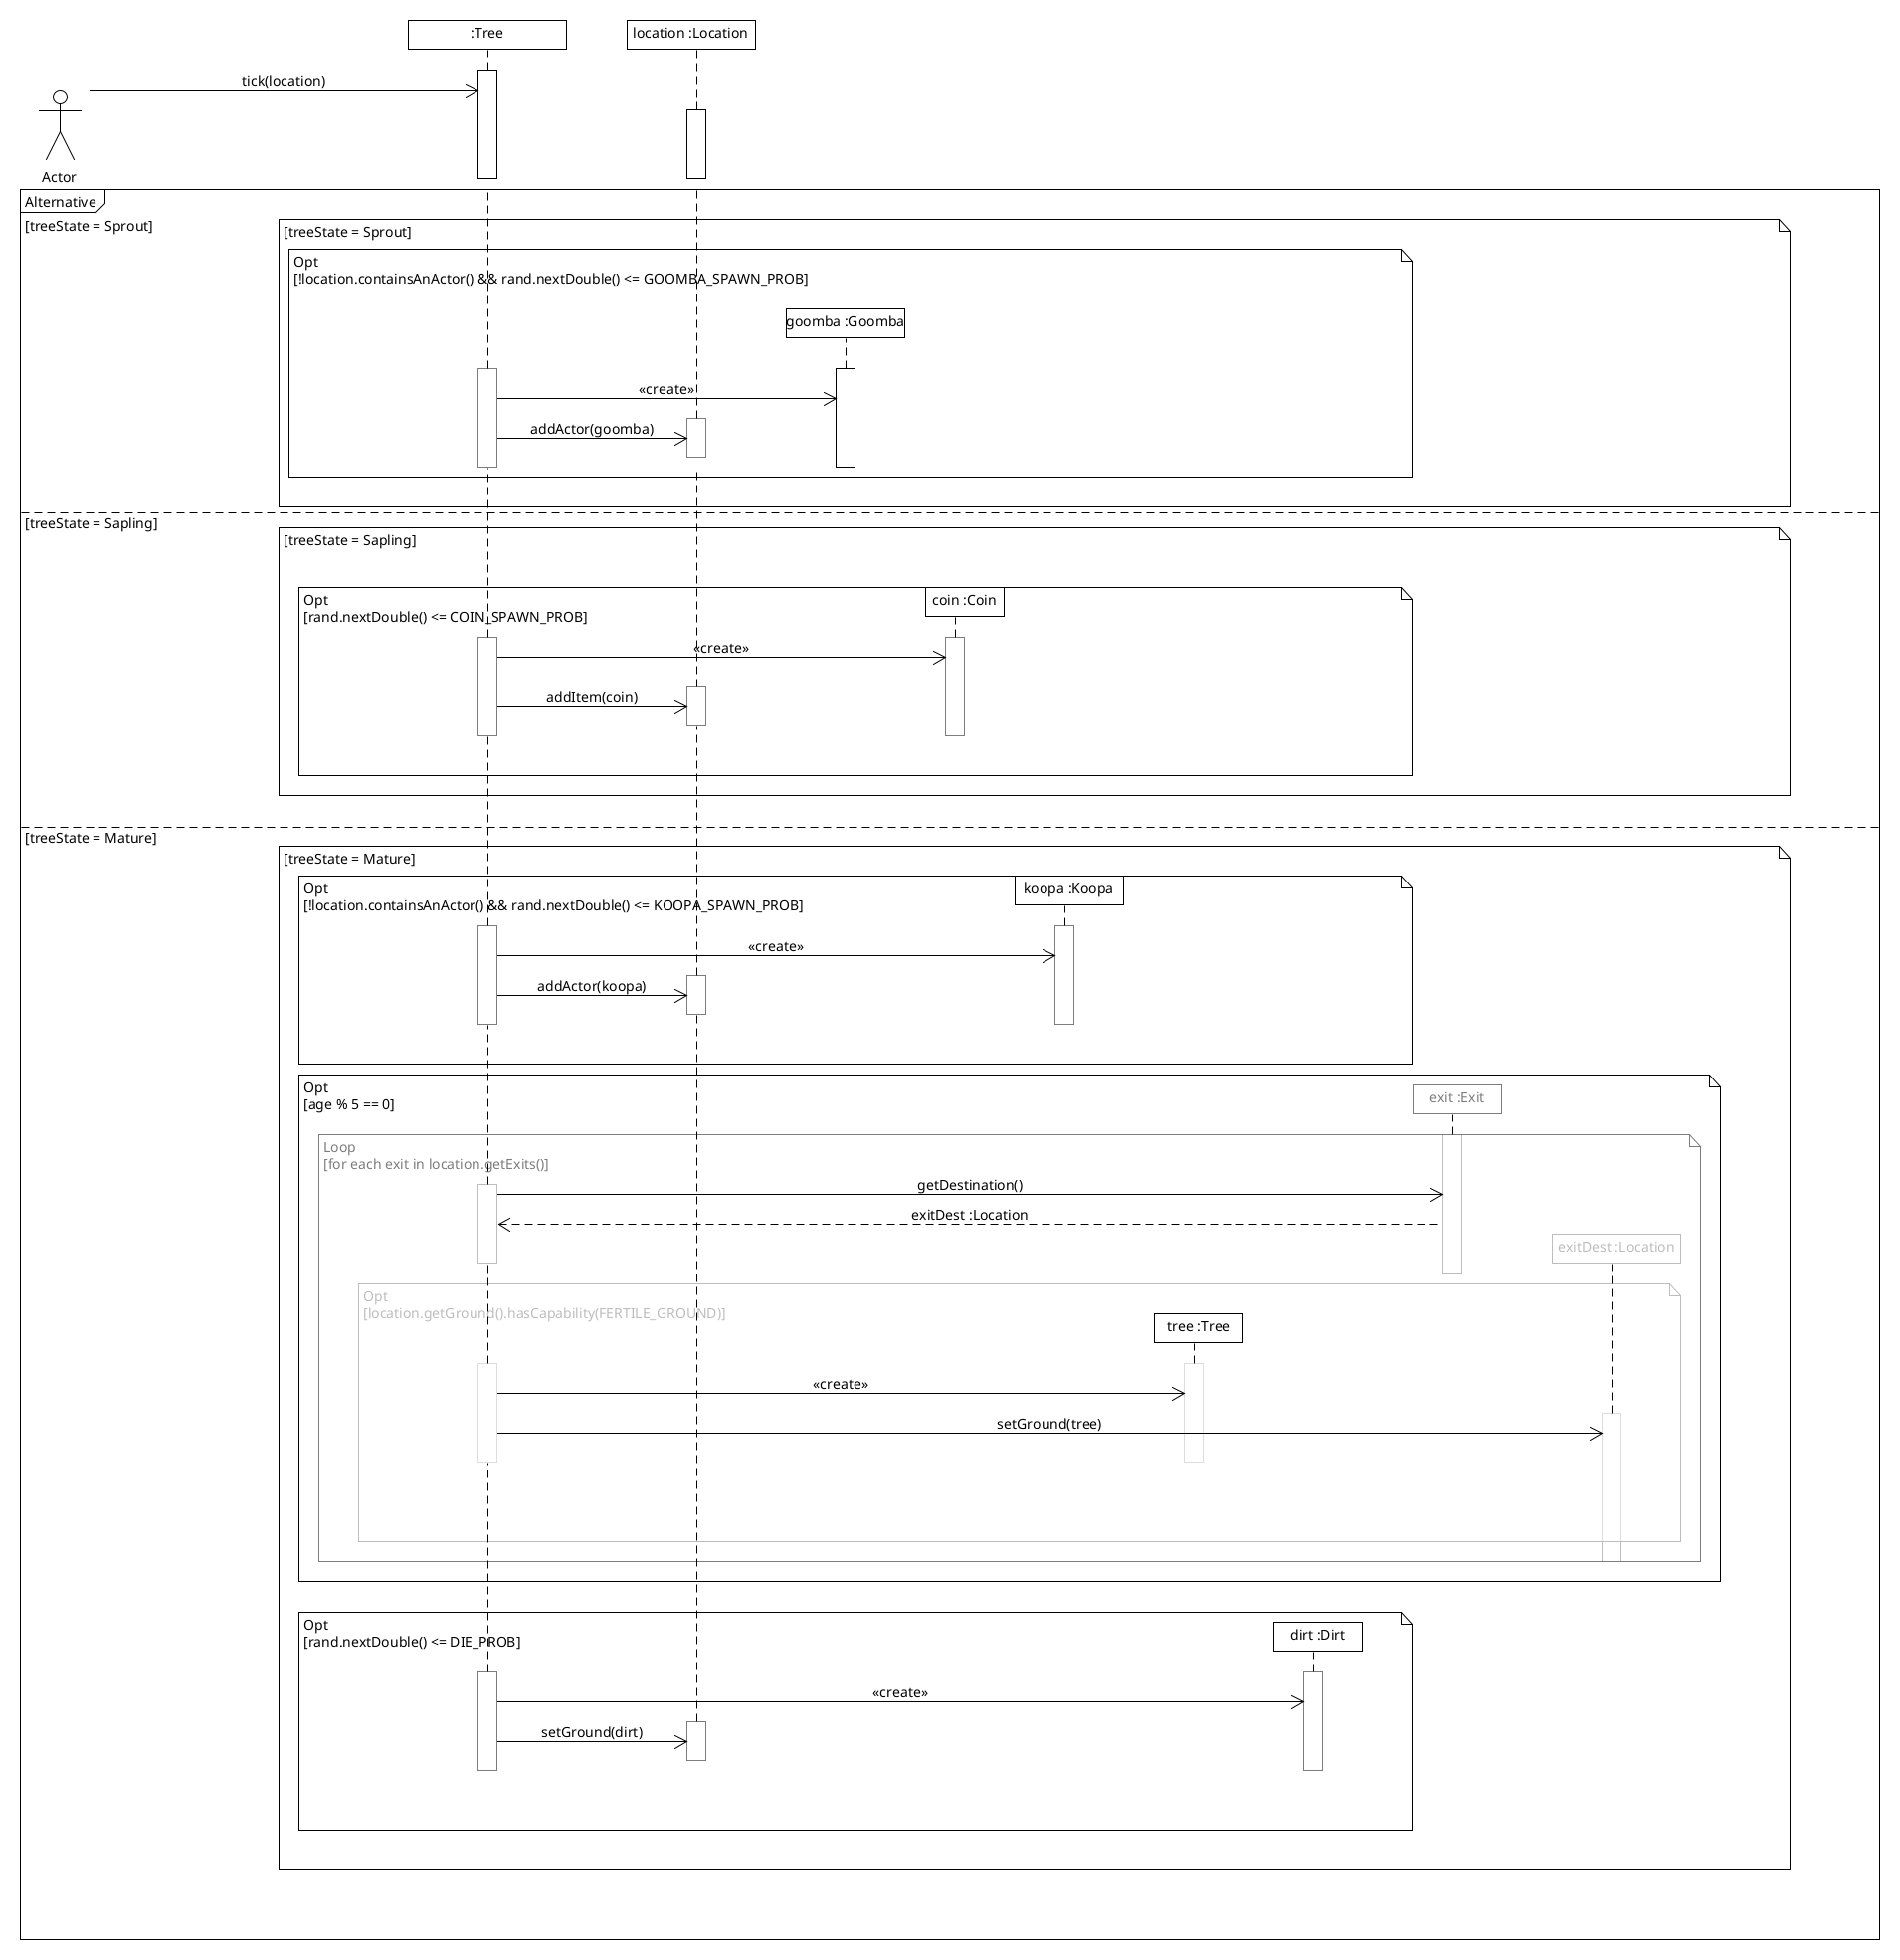 :Tree
location :Location
tick(location)
Actor
Alternative
[treeState = Sprout]
[treeState = Sprout]
Opt
[!location.containsAnActor() && rand.nextDouble() <= GOOMBA_SPAWN_PROB]
goomba :Goomba
«create»
addActor(goomba)
[treeState = Sapling]
[treeState = Sapling]
Opt
coin :Coin
[rand.nextDouble() <= COIN_SPAWN_PROB]
«create»
addItem(coin)
[treeState = Mature]
[treeState = Mature]
Opt
koopa :Koopa
[!location.containsAnActor() && rand.nextDouble() <= KOOPA_SPAWN_PROB]
«create»
addActor(koopa)
Opt
exit :Exit
[age % 5 == 0]
Loop
[for each exit in location.getExits()]
getDestination()
exitDest :Location
exitDest :Location
Opt
[location.getGround().hasCapability(FERTILE_GROUND)]
tree :Tree
«create»
setGround(tree)
Opt
dirt :Dirt
[rand.nextDouble() <= DIE_PROB]
«create»
setGround(dirt)